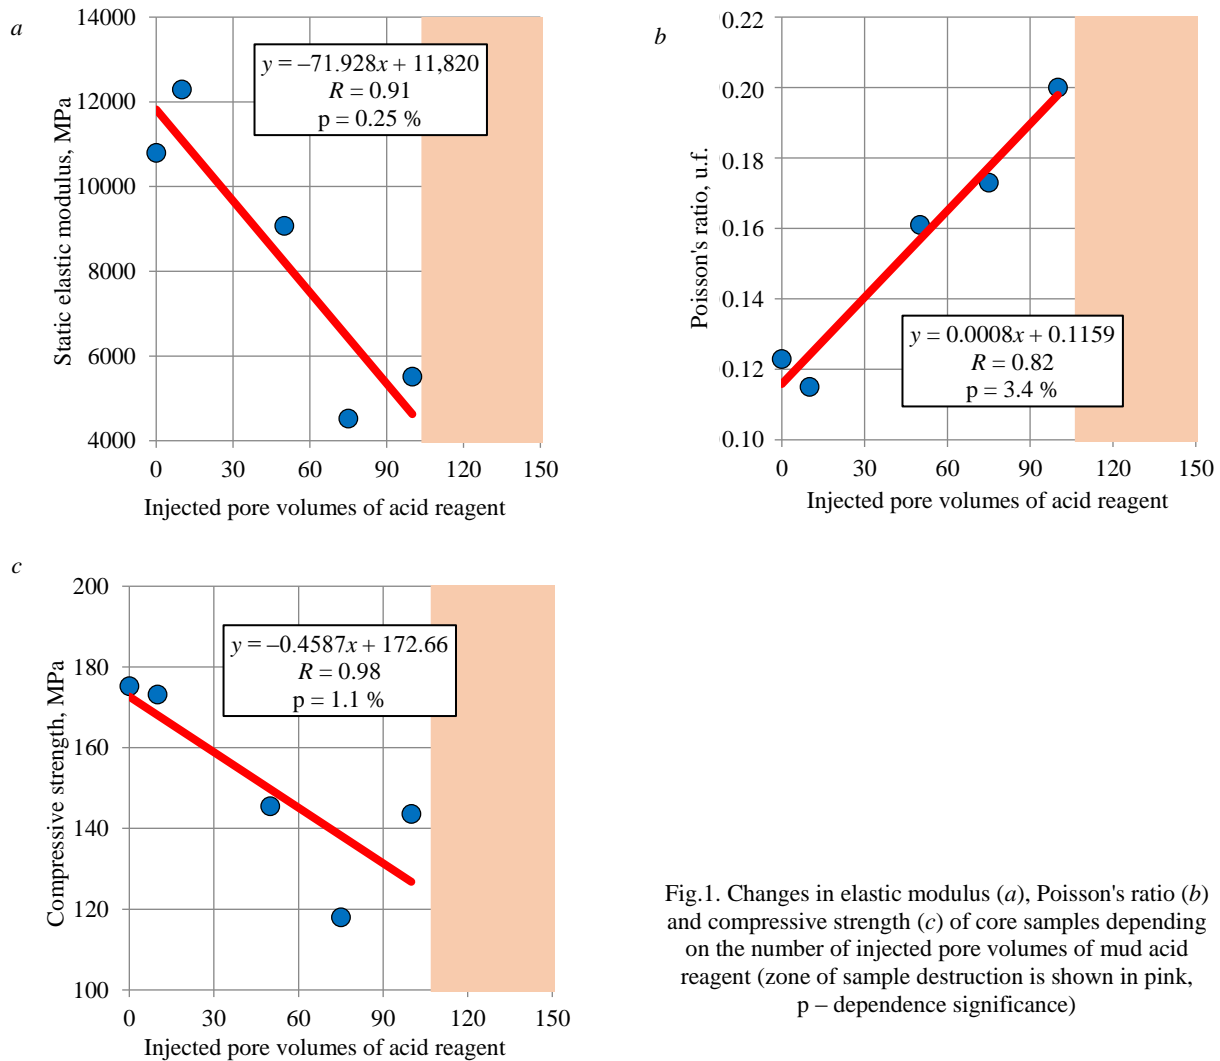 a
14000
12000
10000
8000
6000
4000
Static elastic modulus, MPa
y = –71.928x + 11,820
R = 0.91
p = 0.25 %
0 30 60 90 120 150
Injected pore volumes of acid reagent
b
0.22
0.20
0.18
0.16
0.14
0.12
0.10
Poisson's ratio, u.f.
y = 0.0008x + 0.1159
R = 0.82
p = 3.4 %
0 30 60 90 120 150
Injected pore volumes of acid reagent
c
200
180
160
140
120
100
Compressive strength, MPa
y = –0.4587x + 172.66
R = 0.98
p = 1.1 %
0 30 60 90 120 150
Injected pore volumes of acid reagent
Fig.1. Changes in elastic modulus (a), Poisson's ratio (b)
and compressive strength (c) of core samples depending
on the number of injected pore volumes of mud acid
reagent (zone of sample destruction is shown in pink,
p – dependence significance)